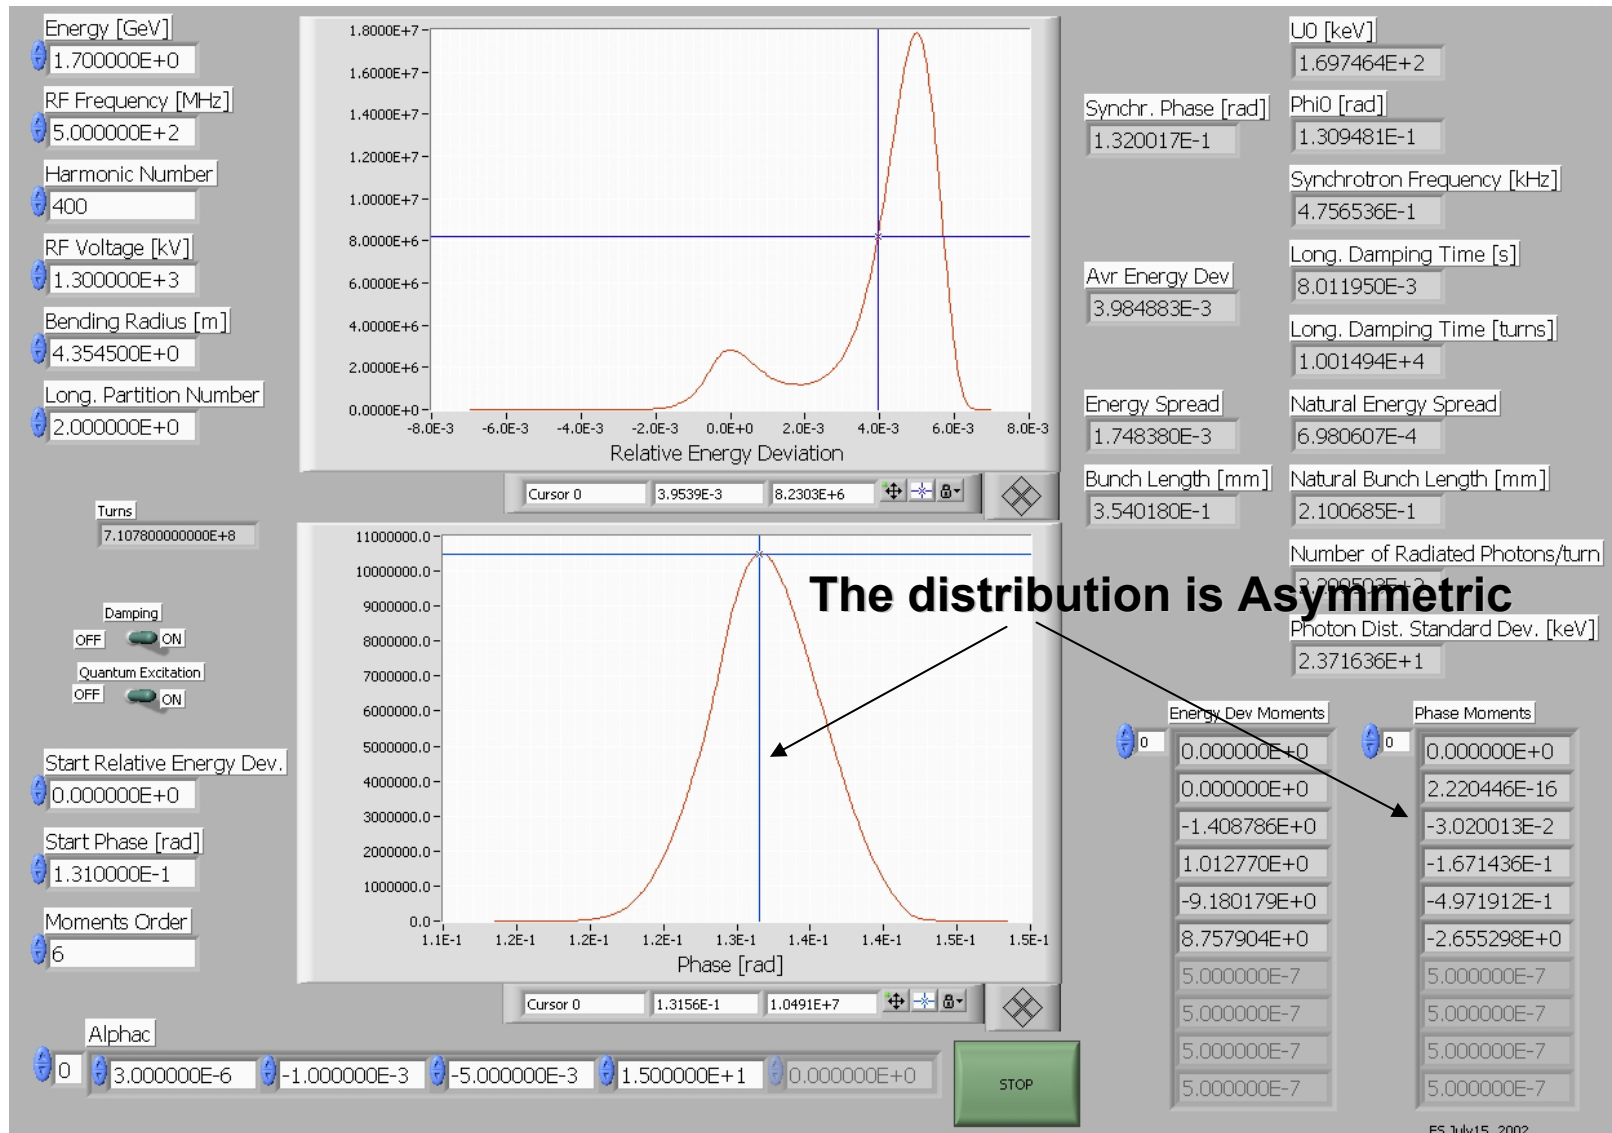 Energy [GeV]
1.700000E+0
RF Frequency [MHz]
5.000000E+2
Harmonic Number
400
RF Voltage [kV]
1.300000E+3
Bending Radius [m]
4.354500E+0
Long. Partition Number
2.000000E+0
Turns
7.107800000000E+8
Damping
OFF ON
Quantum Excitation
OFF ON
Start Relative Energy Dev.
0.000000E+0
Start Phase [rad]
1.310000E-1
Moments Order
6
1.8000E+7
1.6000E+7
1.4000E+7
1.2000E+7
1.0000E+7
8.0000E+6
6.0000E+6
4.0000E+6
2.0000E+6
0.0000E+0
-8.0E-3 -6.0E-3 -4.0E-3 -2.0E-3 0.0E+0 2.0E-3 4.0E-3 6.0E-3 8.0E-3
Relative Energy Deviation
Cursor 0 3.9539E-3 8.2303E+6
11000000.0
10000000.0
9000000.0
8000000.0
7000000.0
6000000.0
5000000.0
4000000.0
3000000.0
2000000.0
1000000.0
0.0
1.1E-1 1.2E-1 1.2E-1 1.2E-1 1.3E-1 1.4E-1 1.4E-1 1.5E-1 1.5E-1
Phase [rad]
Cursor 0 1.3156E-1 1.0491E+7
The distribution is Asymmetric
Synchr. Phase [rad]
1.320017E-1
Avr Energy Dev
3.984883E-3
Energy Spread
1.748380E-3
Bunch Length [mm]
3.540180E-1
U0 [keV]
1.697464E+2
Phi0 [rad]
1.309481E-1
Synchrotron Frequency [kHz]
4.756536E-1
Long. Damping Time [s]
8.011950E-3
Long. Damping Time [turns]
1.001494E+4
Natural Energy Spread
6.980607E-4
Natural Bunch Length [mm]
2.100685E-1
Number of Radiated Photons/turn
Photon Dist. Standard Dev. [keV]
2.371636E+1
Energy Dev Moments
0
0.000000E+0
0.000000E+0
-1.408786E+0
1.012770E+0
-9.180179E+0
8.757904E+0
5.000000E-7
5.000000E-7
5.000000E-7
5.000000E-7
Phase Moments
0
0.000000E+0
2.220446E-16
-3.020013E-2
-1.671436E-1
-4.971912E-1
-2.655298E+0
5.000000E-7
5.000000E-7
5.000000E-7
5.000000E-7
Alphac
0 3.000000E-6 -1.000000E-3 -5.000000E-3 1.500000E+1 0.000000E+0
STOP
FS July15, 2002